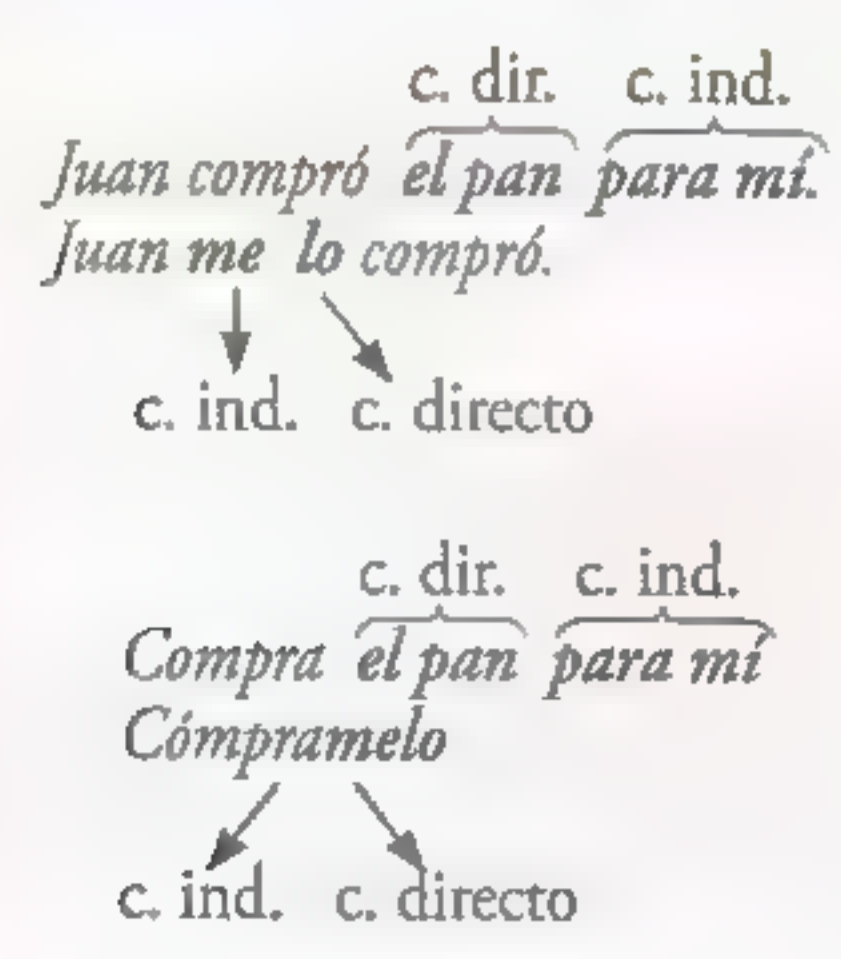 c. dir. c. ind.
Juan compró el pan para mí.
Juan me lo compró.
c. ind. c. directo
c. dir. c. ind.
Compra el pan para mí
Cómpramelo
c. ind. c. directo